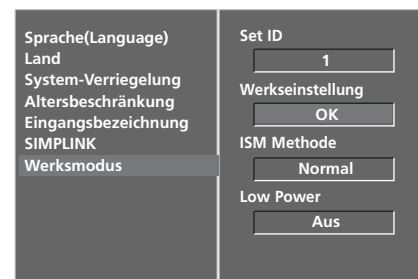 Sprache(Language)
Land
System-Verriegelung
Altersbeschränkung
Eingangsbezeichnung
SIMPLINK
Werksmodus
Set ID
1
Werkseinstellung
OK
ISM Methode
Normal
Low Power
Aus